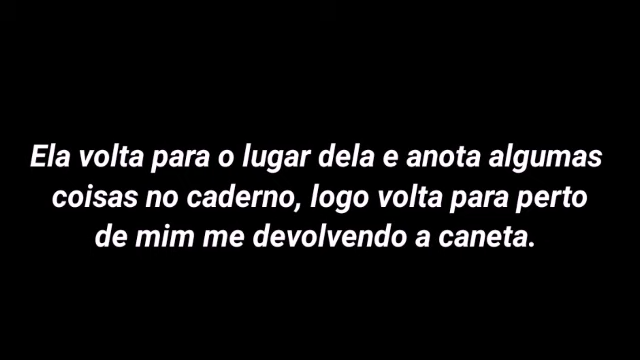 Ela volta para o lugar dela e anota algumas
coisas no caderno, logo volta para perto
de mim me devolvendo a caneta.